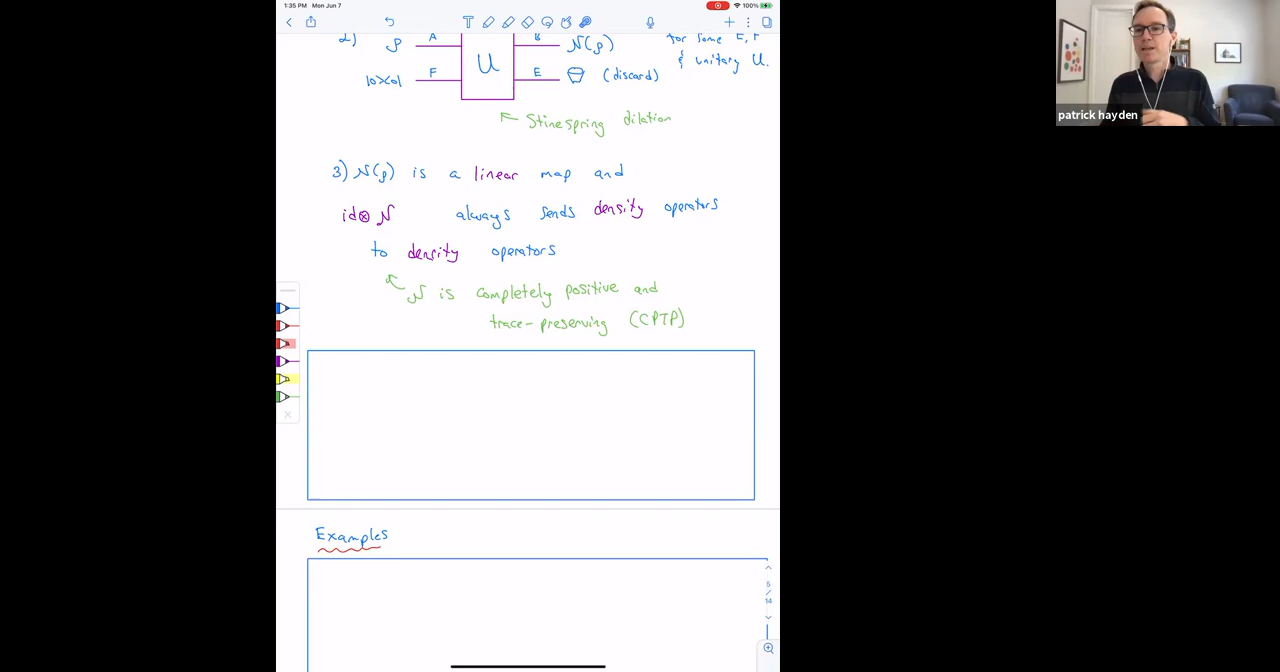 1:35 PM Mon Jun 7
100%
2) ρ A U B N(ρ) for some E, F
& unitary U.
|0><0| F E (discard)
Stinespring dilation
3) N(ρ) is a linear map and
id⊗N always sends density operators
to density operators
N is completely positive and
trace-preserving (CPTP)
Examples
5
/
14
patrick hayden